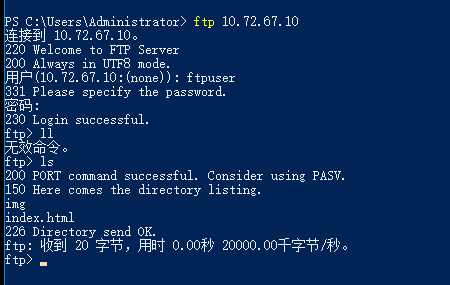 PS C:\Users\Administrator> ftp 10.72.67.10
连接到 10.72.67.10。
220 Welcome to FTP Server
200 Always in UTF8 mode.
用户(10.72.67.10:(none)): ftpuser
331 Please specify the password.
密码:
230 Login successful.
ftp> ll
无效命令。
ftp> ls
200 PORT command successful. Consider using PASV.
150 Here comes the directory listing.
img
index.html
226 Directory send OK.
ftp: 收到 20 字节，用时 0.00秒 20000.00千字节/秒。
ftp>